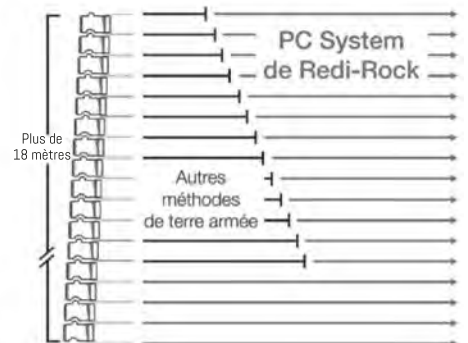 PC System
de Redi-Rock
Plus de
18 mètres
Autres
méthodes
de terre armée